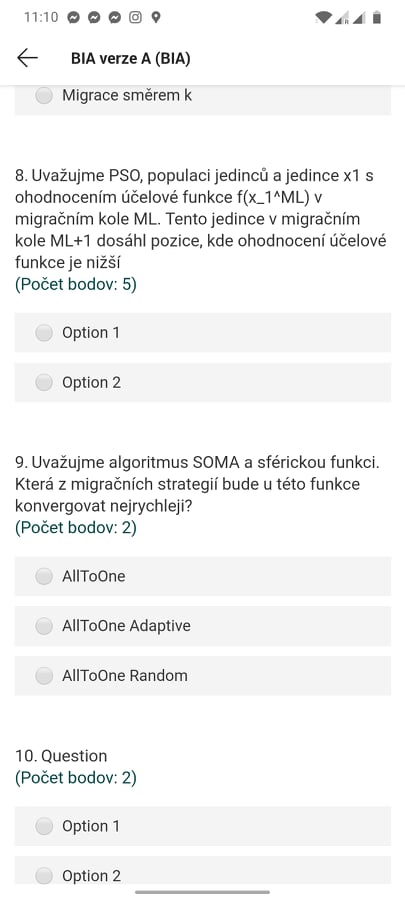 11:10
BIA verze A (BIA)
Migrace směrem k
8. Uvažujme PSO, populaci jedinců a jedince x1 s
ohodnocením účelové funkce f(x_1^ML) v
migračním kole ML. Tento jedince v migračním
kole ML+1 dosáhl pozice, kde ohodnocení účelové
funkce je nižší
(Počet bodov: 5)
Option 1
Option 2
9. Uvažujme algoritmus SOMA a sférickou funkci.
Která z migračních strategií bude u této funkce
konvergovat nejrychleji?
(Počet bodov: 2)
AllToOne
AllToOne Adaptive
AllToOne Random
10. Question
(Počet bodov: 2)
Option 1
Option 2